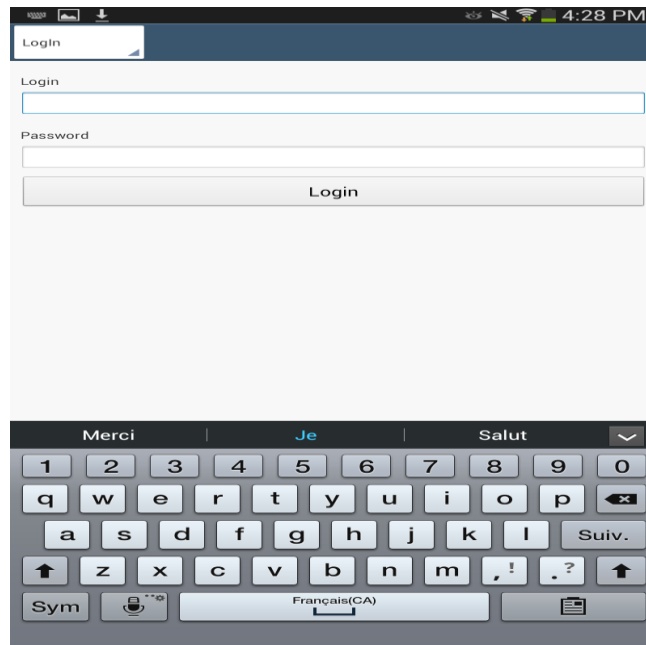 4:28 PM
LogIn
Login
Password
Login
Merci Je Salut
1 2 3 4 5 6 7 8 9 0
q w e r t y u i o p
a s d f g h j k l Suiv.
z x c v b n m , ! . ?
Sym Français(CA)